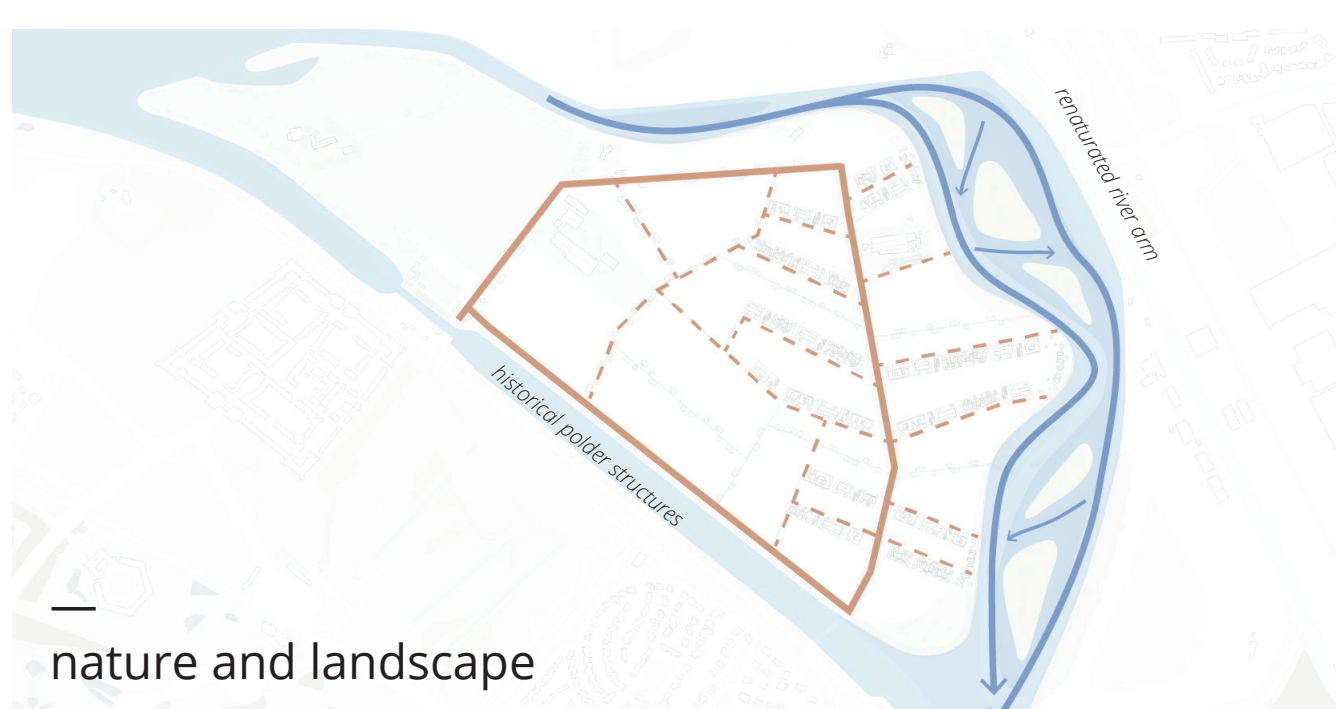 renaturated river arm
historical polder structures
nature and landscape